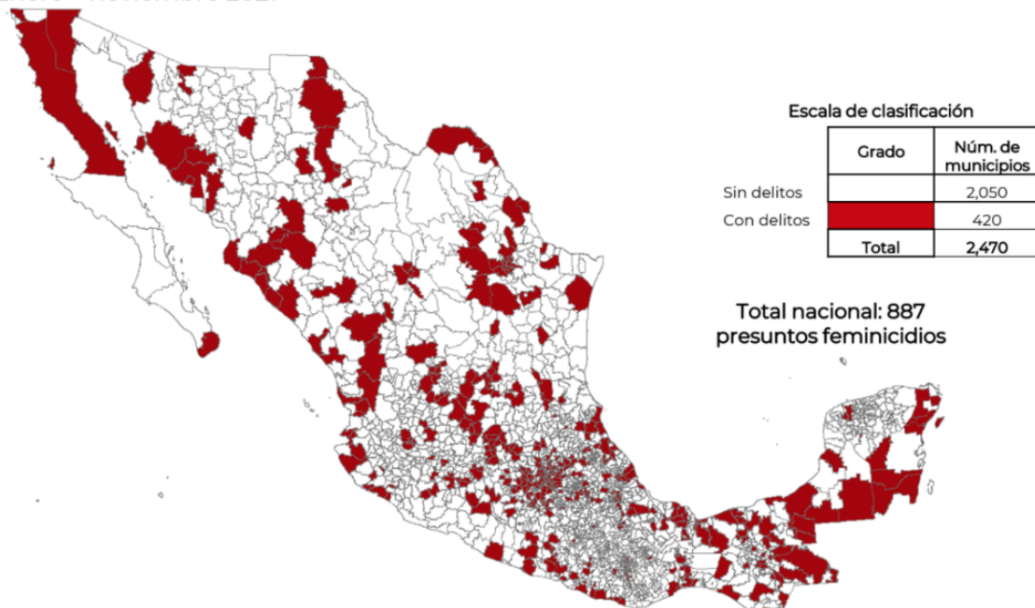 Escala de clasificación
Grado
Núm. de
municipios
Sin delitos
2,050
Con delitos
420
Total
2,470
Total nacional: 887
presuntos feminicidios